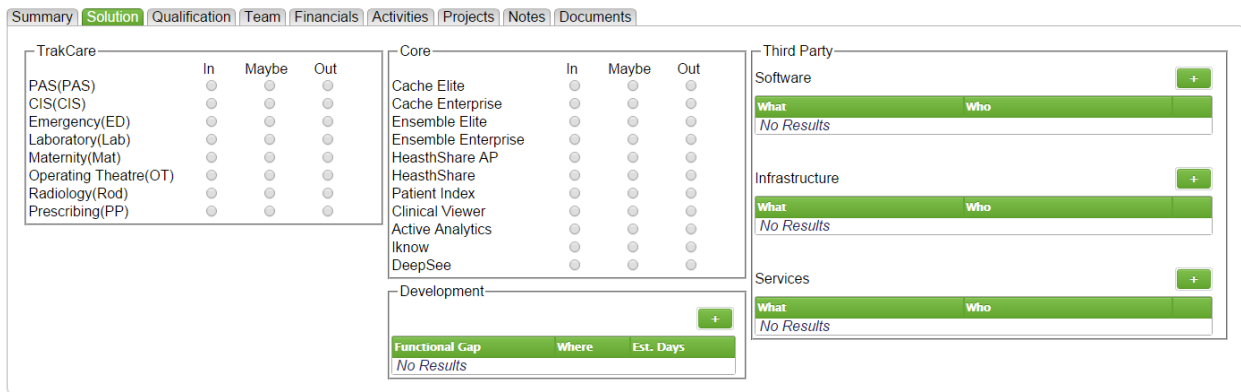 Summary Solution Qualification Team Financials Activities Projects Notes Documents
TrakCare
In Maybe Out
PAS(PAS)
CIS(CIS)
Emergency(ED)
Laboratory(Lab)
Maternity(Mat)
Operating Theatre(OT)
Radiology(Rod)
Prescribing(PP)
Core
In Maybe Out
Cache Elite
Cache Enterprise
Ensemble Elite
Ensemble Enterprise
HeasthShare AP
HeasthShare
Patient Index
Clinical Viewer
Active Analytics
Iknow
DeepSee
Development
+
Functional Gap Where Est. Days
No Results
Third Party
Software +
What Who
No Results
Infrastructure +
What Who
No Results
Services +
What Who
No Results